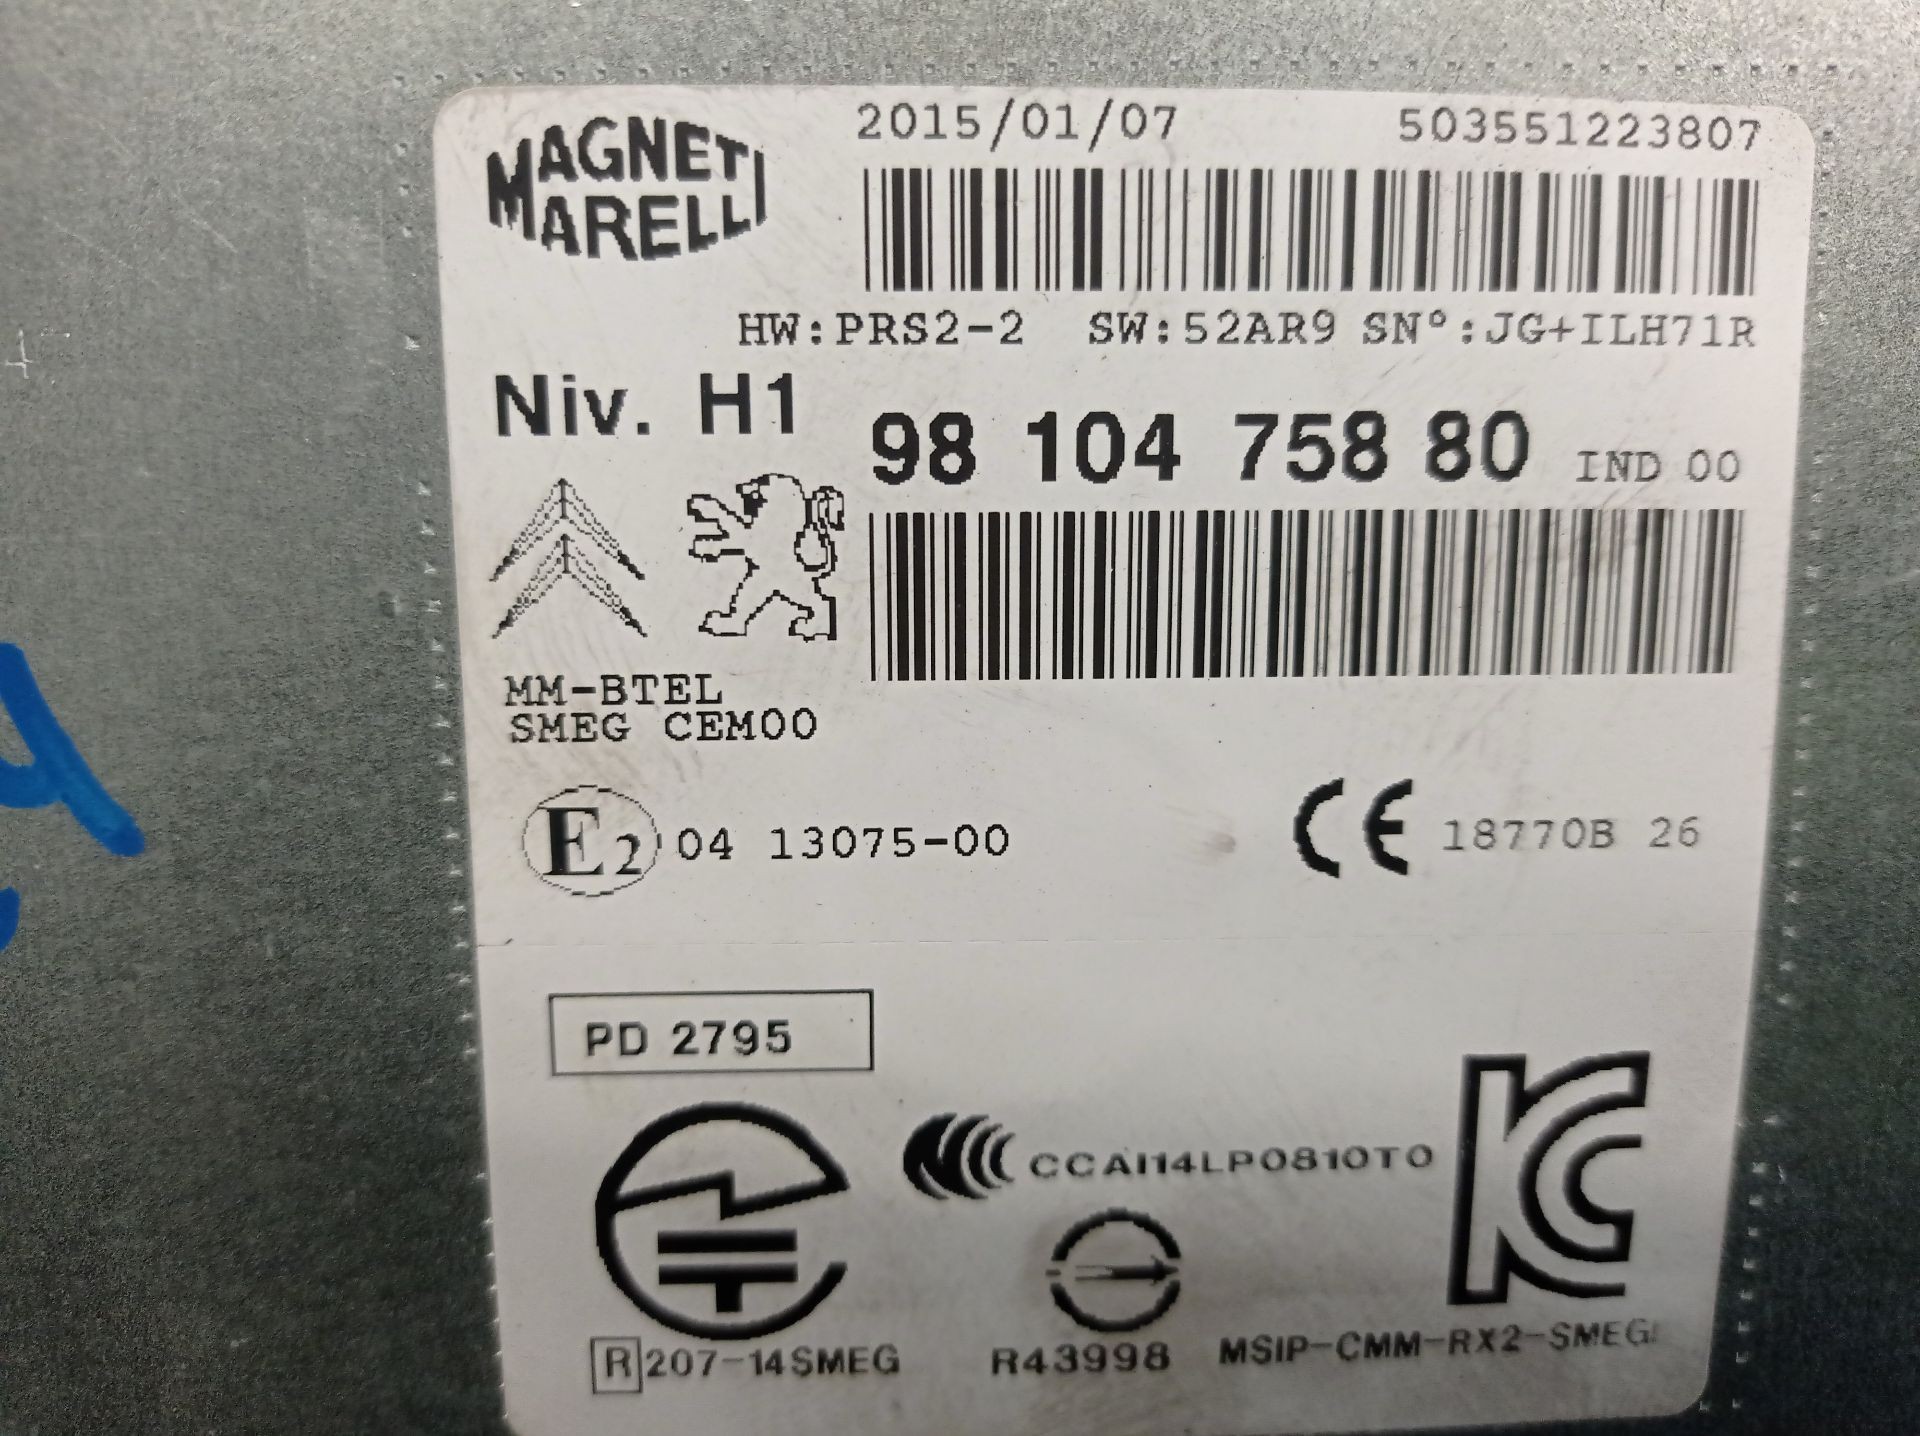 MAGNETI
MARELLI
2015/01/07 503551223807
HW:PRS2-2 SW:52AR9 SN°:JG+ILH71R
Niv. H1
98 104 758 80 IND 00
MM-BTEL
SMEG CEM00
E2 04 13075-00
CE 18770B 26
PD 2795
CCAI14LP0810T0
R 207-14SMEG
R43998
MSIP-CMM-RX2-SMEG